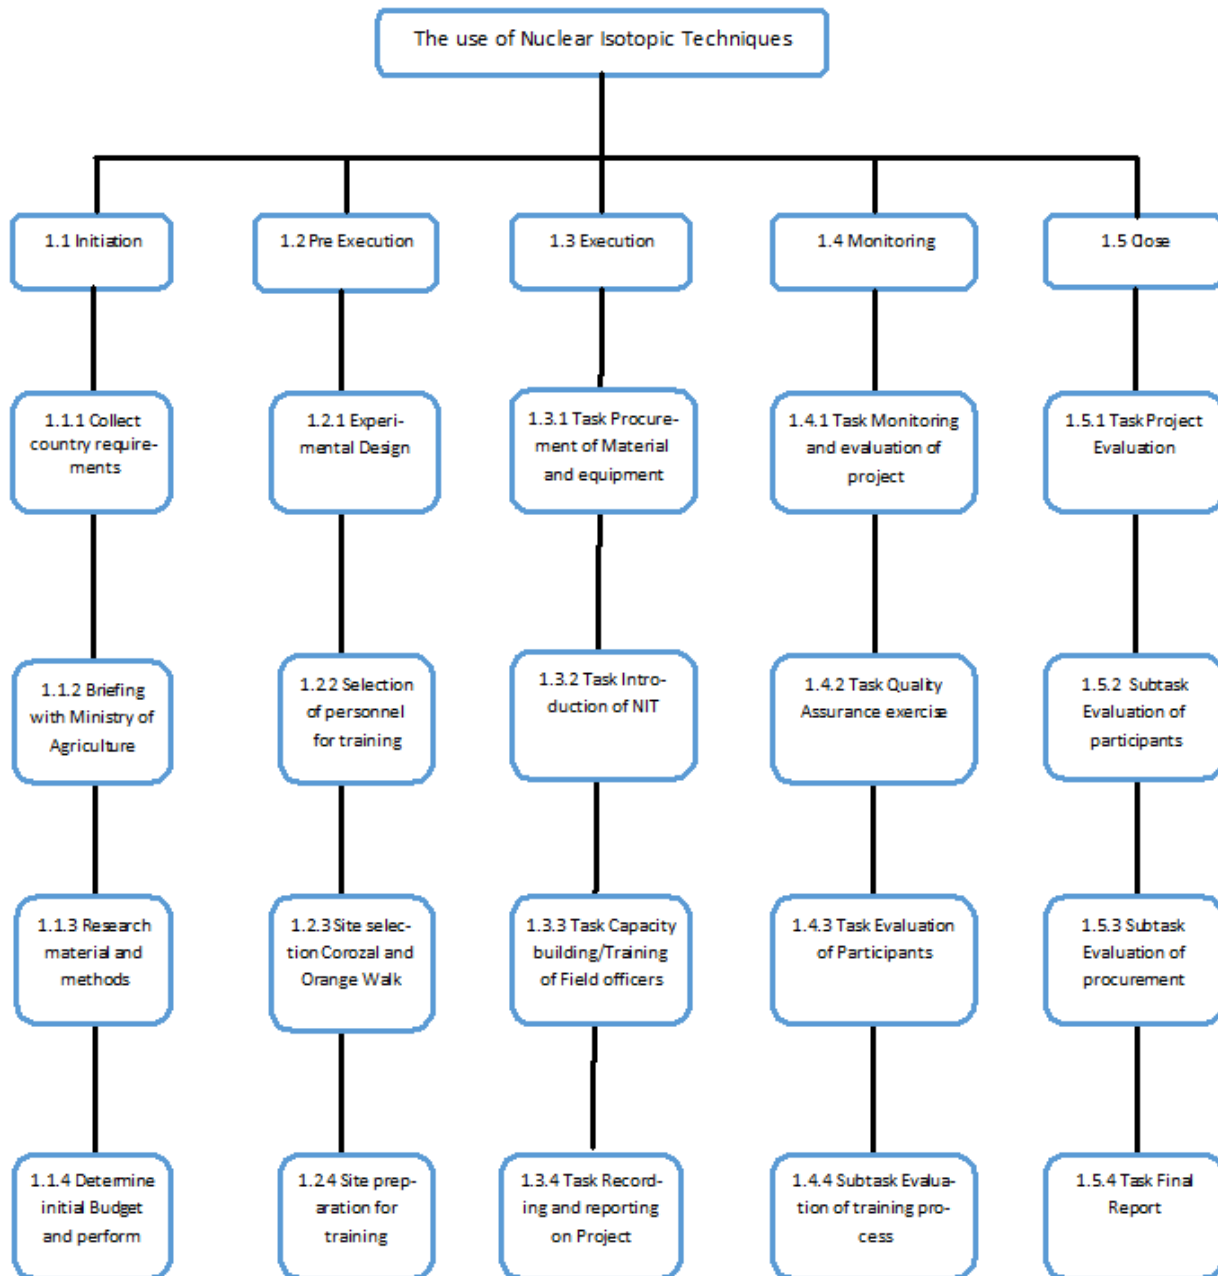 The use of Nuclear Isotopic Techniques
1.1 Initiation
1.2 Pre Execution
1.3 Execution
1.4 Monitoring
1.5 Close
1.1.1 Collect
country require-
ments
1.2.1 Experi-
mental Design
1.3.1 Task Procure-
ment of Material
and equipment
1.4.1 Task Monitoring
and evaluation of
project
1.5.1 Task Project
Evaluation
1.1.2 Briefing
with Ministry of
Agriculture
1.2.2 Selection
of personnel
for training
1.3.2 Task Intro-
duction of NIT
1.4.2 Task Quality
Assurance exercise
1.5.2 Subtask
Evaluation of
participants
1.1.3 Research
material and
methods
1.2.3 Site selec-
tion Corozal and
Orange Walk
1.3.3 Task Capacity
building/Training
of Field officers
1.4.3 Task Evaluation
of Participants
1.5.3 Subtask
Evaluation of
procurement
1.1.4 Determine
initial Budget
and perform
1.2.4 Site prep-
aration for
training
1.3.4 Task Record-
ing and reporting
on Project
1.4.4 Subtask Evalua-
tion of training pro-
cess
1.5.4 Task Final
Report